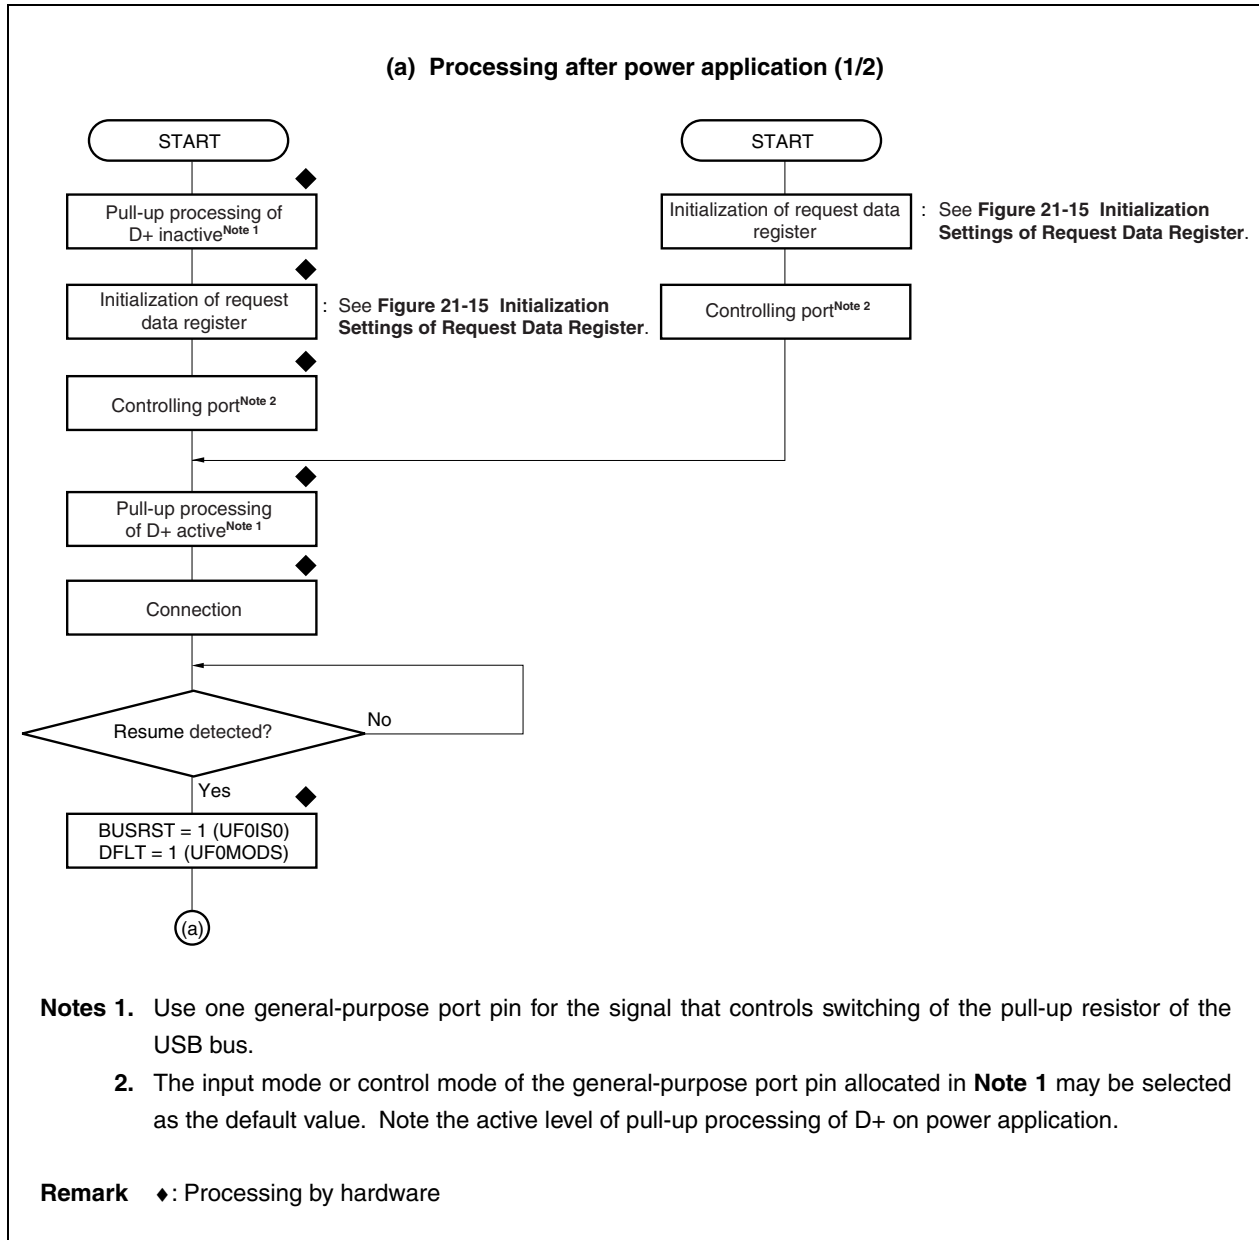 (a) Processing after power application (1/2)
START
Pull-up processing of
D+ inactiveNote 1
Initialization of request
data register
: See Figure 21-15 Initialization
Settings of Request Data Register.
Controlling portNote 2
START
Initialization of request data
register
: See Figure 21-15 Initialization
Settings of Request Data Register.
Controlling portNote 2
Pull-up processing
of D+ activeNote 1
Connection
Resume detected?
No
Yes
BUSRST = 1 (UF0IS0)
DFLT = 1 (UF0MODS)
(a)
Notes 1. Use one general-purpose port pin for the signal that controls switching of the pull-up resistor of the
USB bus.
2. The input mode or control mode of the general-purpose port pin allocated in Note 1 may be selected
as the default value. Note the active level of pull-up processing of D+ on power application.
Remark ♦: Processing by hardware